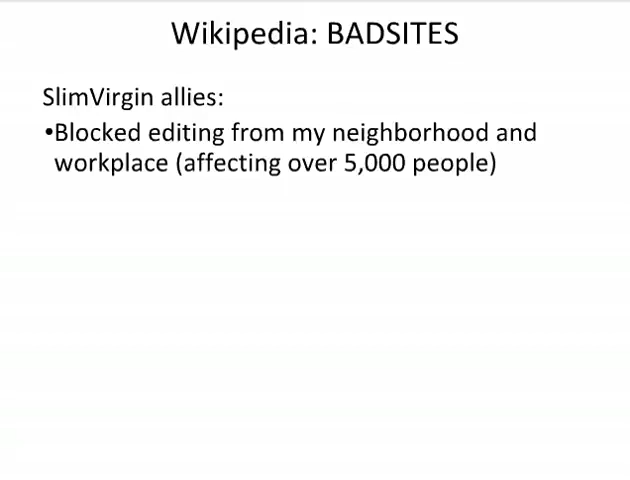 Wikipedia: BADSITES
SlimVirgin allies:
•Blocked editing from my neighborhood and
workplace (affecting over 5,000 people)